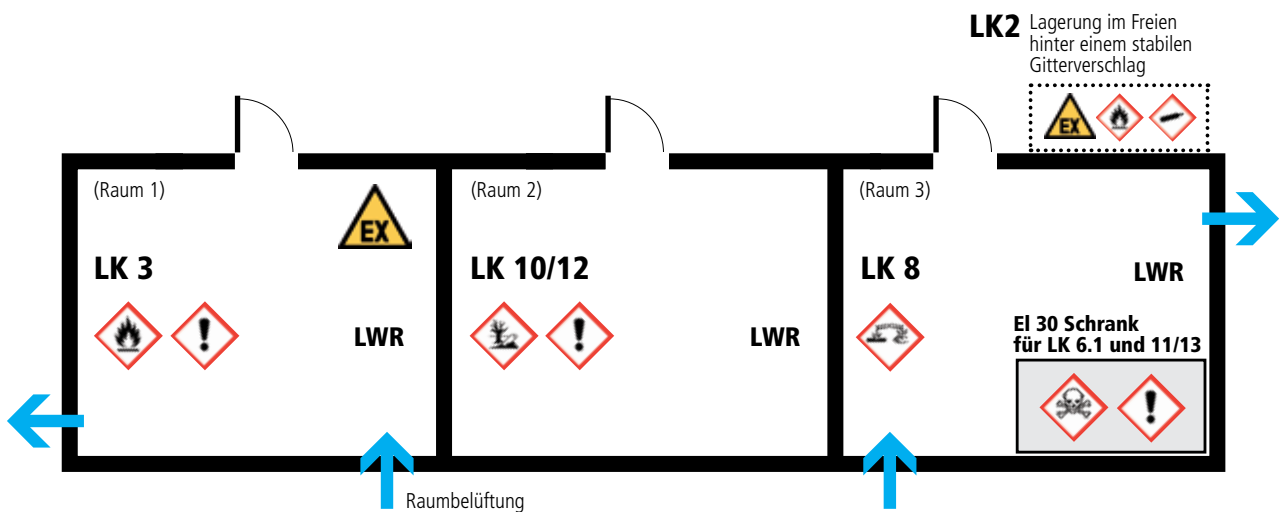 LK2 Lagerung im Freien
hinter einem stabilen
Gitterverschlag
EX
(Raum 1)
EX
LK 3
LWR
(Raum 2)
LK 10/12
LWR
(Raum 3)
LK 8
LWR
El 30 Schrank
für LK 6.1 und 11/13
Raumbelüftung